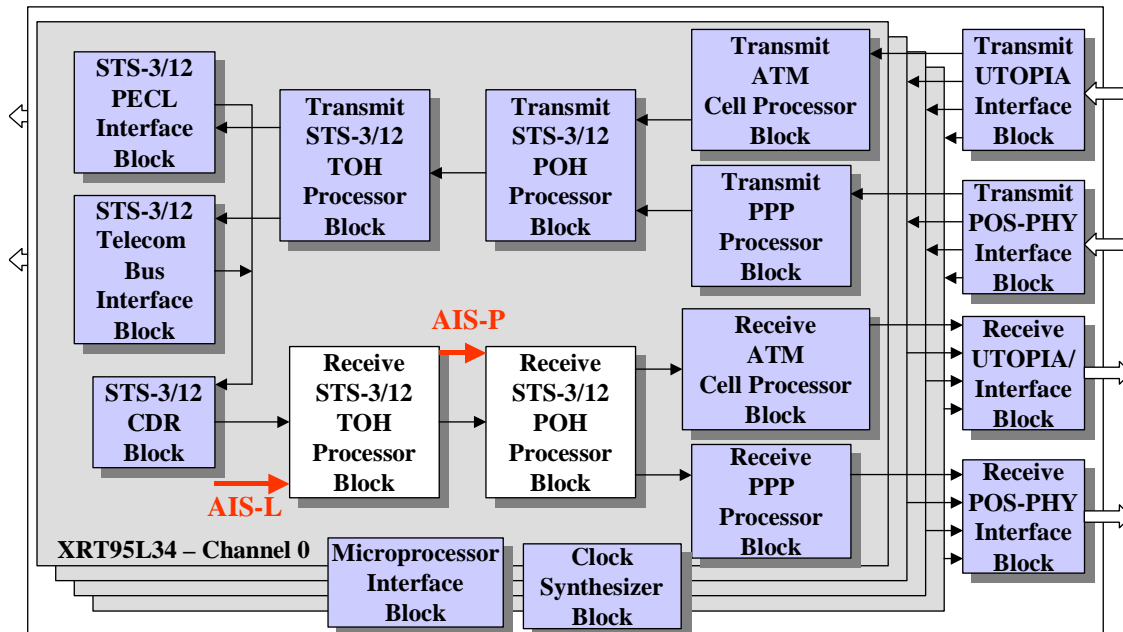 STS-3/12
PECL
Interface
Block
Transmit
STS-3/12
TOH
Processor
Block
Transmit
STS-3/12
POH
Processor
Block
Transmit
ATM
Cell Processor
Block
Transmit
UTOPIA
Interface
Block
STS-3/12
Telecom
Bus
Interface
Block
Transmit
PPP
Processor
Block
Transmit
POS-PHY
Interface
Block
AIS-P
STS-3/12
CDR
Block
Receive
STS-3/12
TOH
Processor
Block
Receive
STS-3/12
POH
Processor
Block
Receive
ATM
Cell Processor
Block
Receive
UTOPIA/
Interface
Block
AIS-L
Receive
PPP
Processor
Block
Receive
POS-PHY
Interface
Block
XRT95L34 – Channel 0
Microprocessor
Interface
Block
Clock
Synthesizer
Block